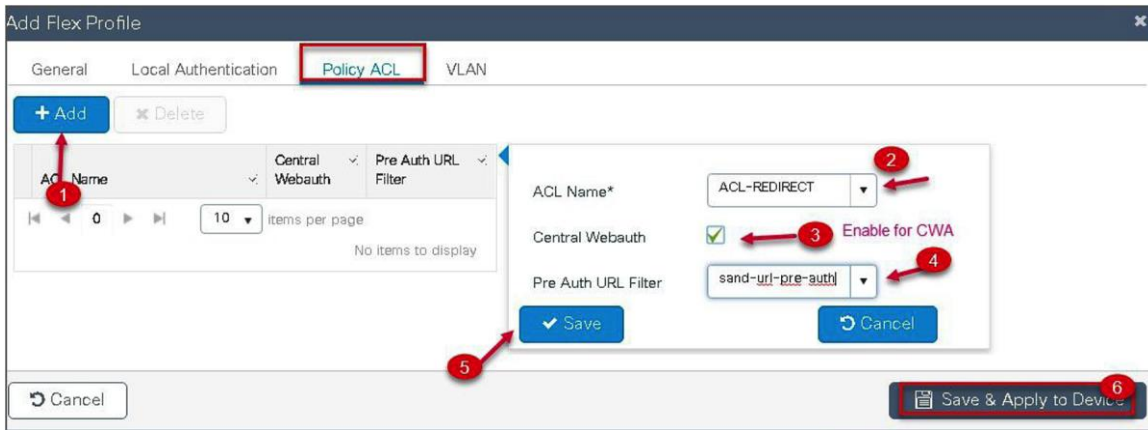 Add Flex Profile
General Local Authentication Policy ACL VLAN
+ Add
Delete
ACL Name
Central Webauth
Pre Auth URL Filter
1
0
10
items per page
No items to display
ACL Name*
ACL-REDIRECT
2
Central Webauth
3
Enable for CWA
Pre Auth URL Filter
sand-url-pre-auth
4
Save
Cancel
5
Cancel
Save & Apply to Device
6